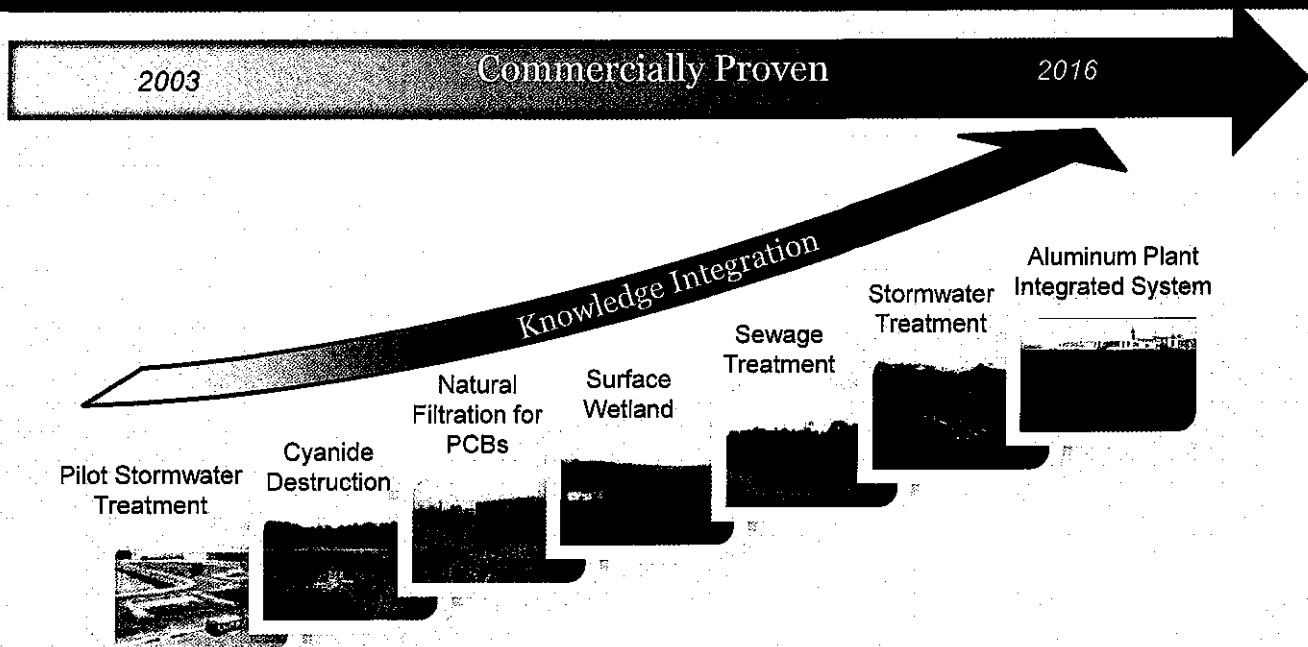 2003
Commercially Proven
2016
Knowledge Integration
Pilot Stormwater
Treatment
Cyanide
Destruction
Natural
Filtration for
PCBs
Surface
Wetland
Sewage
Treatment
Stormwater
Treatment
Aluminum Plant
Integrated System